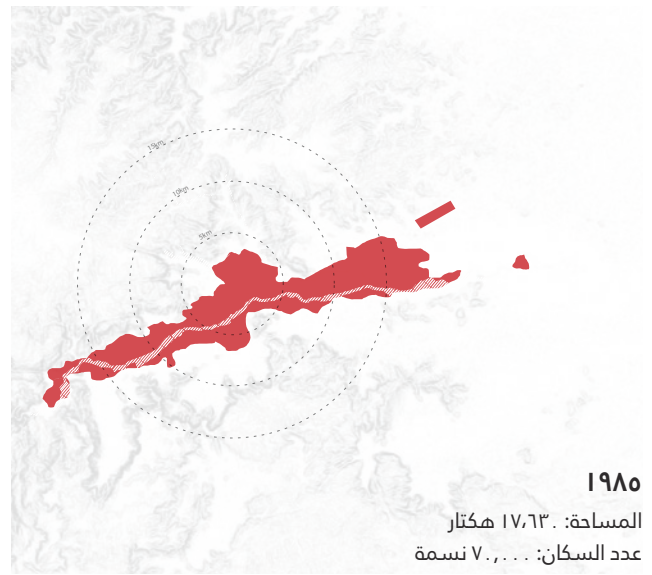 15km
10km
5km
١٩٨٥
المساحة: ١٧،٦٣٠ هكتار
عدد السكان: ٧٠,٠٠٠ نسمة